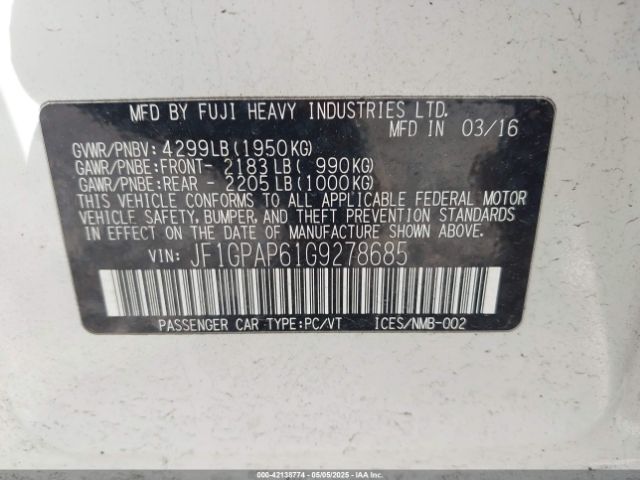 MFD BY FUJI HEAVY INDUSTRIES LTD.
MFD IN 03/16
GVWR/PNBV: 4299LB (1950KG)
GAWR/PNBE:FRONT- 2183 LB ( 990KG)
GAWR/PNBE:REAR - 2205 LB (1000KG)
THIS VEHICLE CONFORMS TO ALL APPLICABLE FEDERAL MOTOR
VEHICLE SAFETY, BUMPER, AND THEFT PREVENTION STANDARDS
IN EFFECT ON THE DATE OF MANUFACTURE SHOWN ABOVE.
VIN: JF1GPAP61G9278685
PASSENGER CAR TYPE:PC/VT ICES/NMB-002
000-42138774 - 05/05/2025 - COPYRIGHT IAA, LLC.